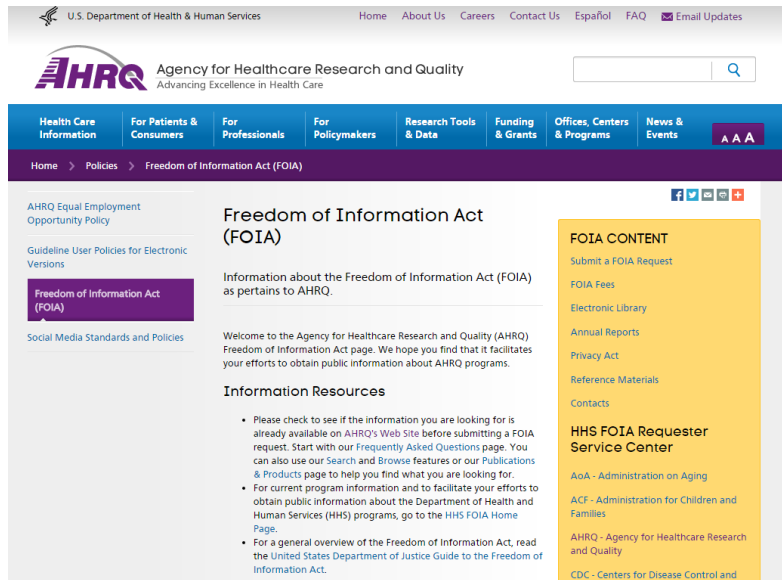 U.S. Department of Health & Human Services
Home About Us Careers Contact Us Español FAQ Email Updates
AHRQ
Agency for Healthcare Research and Quality
Advancing Excellence in Health Care
Health Care Information
For Patients & Consumers
For Professionals
For Policymakers
Research Tools & Data
Funding & Grants
Offices, Centers & Programs
News & Events
A A A
Home > Policies > Freedom of Information Act (FOIA)
AHRQ Equal Employment
Opportunity Policy
Guideline User Policies for Electronic
Versions
Freedom of Information Act
(FOIA)
Social Media Standards and Policies
Freedom of Information Act
(FOIA)
Information about the Freedom of Information Act (FOIA)
as pertains to AHRQ.
Welcome to the Agency for Healthcare Research and Quality (AHRQ)
Freedom of Information Act page. We hope you find that it facilitates
your efforts to obtain public information about AHRQ programs.
Information Resources
• Please check to see if the information you are looking for is
already available on AHRQ's Web Site before submitting a FOIA
request. Start with our Frequently Asked Questions page. You
can also use our Search and Browse features or our Publications
& Products page to help you find what you are looking for.
• For current program information and to facilitate your efforts to
obtain public information about the Department of Health and
Human Services (HHS) programs, go to the HHS FOIA Home
Page.
• For a general overview of the Freedom of Information Act, read
the United States Department of Justice Guide to the Freedom of
Information Act.
FOIA CONTENT
Submit a FOIA Request
FOIA Fees
Electronic Library
Annual Reports
Privacy Act
Reference Materials
Contacts
HHS FOIA Requester
Service Center
AoA - Administration on Aging
ACF - Administration for Children and
Families
AHRQ - Agency for Healthcare Research
and Quality
CDC - Centers for Disease Control and